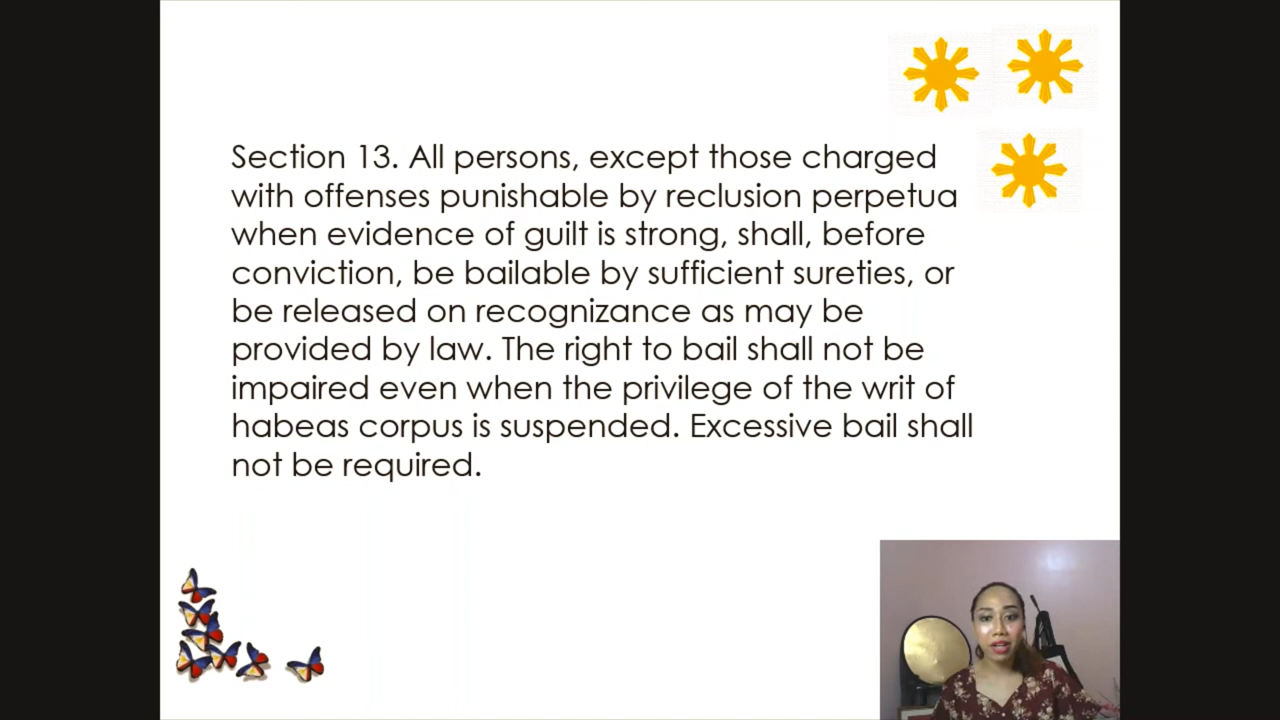 Section 13. All persons, except those charged
with offenses punishable by reclusion perpetua
when evidence of guilt is strong, shall, before
conviction, be bailable by sufficient sureties, or
be released on recognizance as may be
provided by law. The right to bail shall not be
impaired even when the privilege of the writ of
habeas corpus is suspended. Excessive bail shall
not be required.